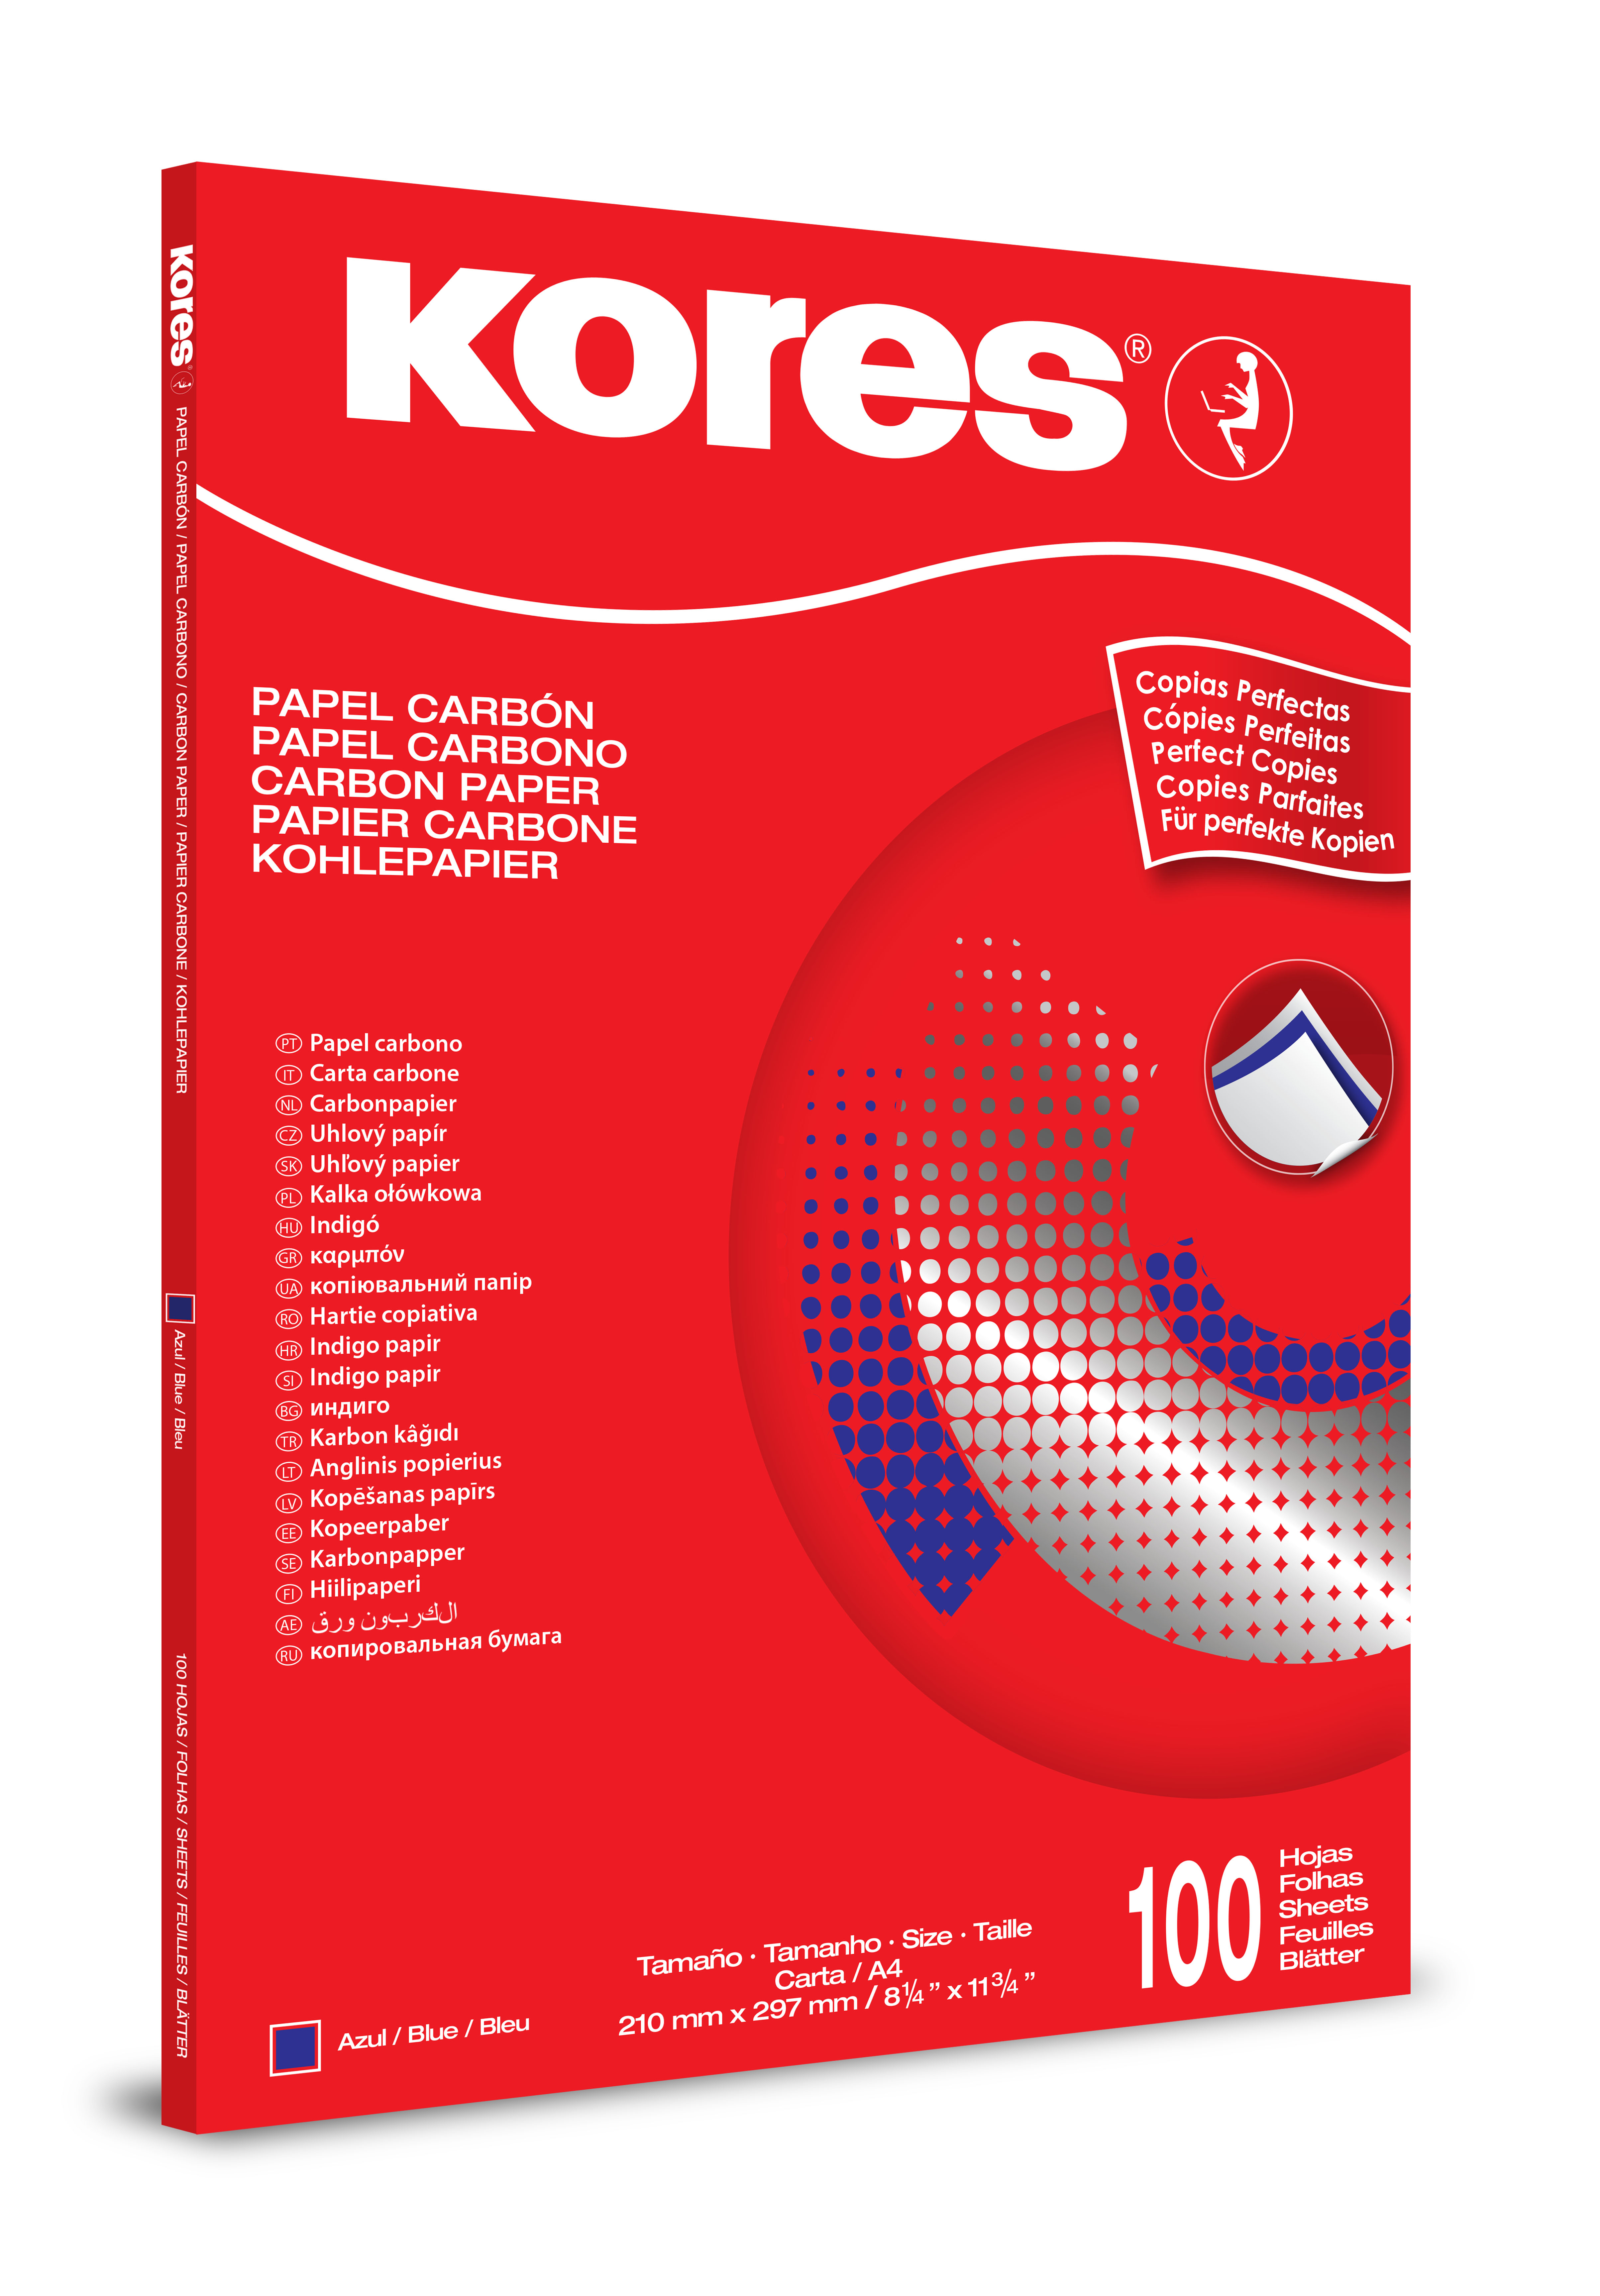 Kores®
PAPEL CARBÓN
PAPEL CARBONO
CARBON PAPER
PAPIER CARBONE
KOHLEPAPIER
Copias Perfectas
Cópies Perfeitas
Perfect Copies
Copies Parfaites
Für perfekte Kopien
PT Papel carbono
IT Carta carbone
NL Carbonpapier
CZ Uhlový papír
SK Uhľový papier
PL Kalka ołówkowa
HU Indigó
GR καρμπόν
UA копіювальний папір
RO Hartie copiativa
HR Indigo papir
SI Indigo papir
BG индиго
TR Karbon kâğıdı
LT Anglinis popierius
LV Kopēšanas papīrs
EE Kopeerpaber
SE Karbonpapper
FI Hiilipaperi
AE الكربون ورق
RU копировальная бумага
100
Hojas
Folhas
Sheets
Feuilles
Blätter
Tamaño · Tamanho · Size · Taille
Carta / A4
210 mm x 297 mm / 8¼ ” x 11¾ ”
Azul / Blue / Bleu
Kores® PAPEL CARBÓN / PAPEL CARBONO / CARBON PAPER / PAPIER CARBONE / KOHLEPAPIER
Azul / Blue / Bleu
100 HOJAS / FOLHAS / SHEETS / FEUILLES / BLÄTTER